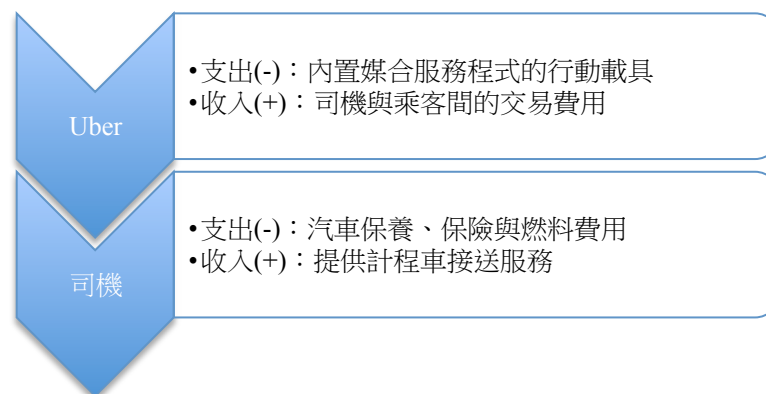 Uber
•支出(-)：內置媒合服務程式的行動載具
•收入(+)：司機與乘客間的交易費用
司機
•支出(-)：汽車保養、保險與燃料費用
•收入(+)：提供計程車接送服務